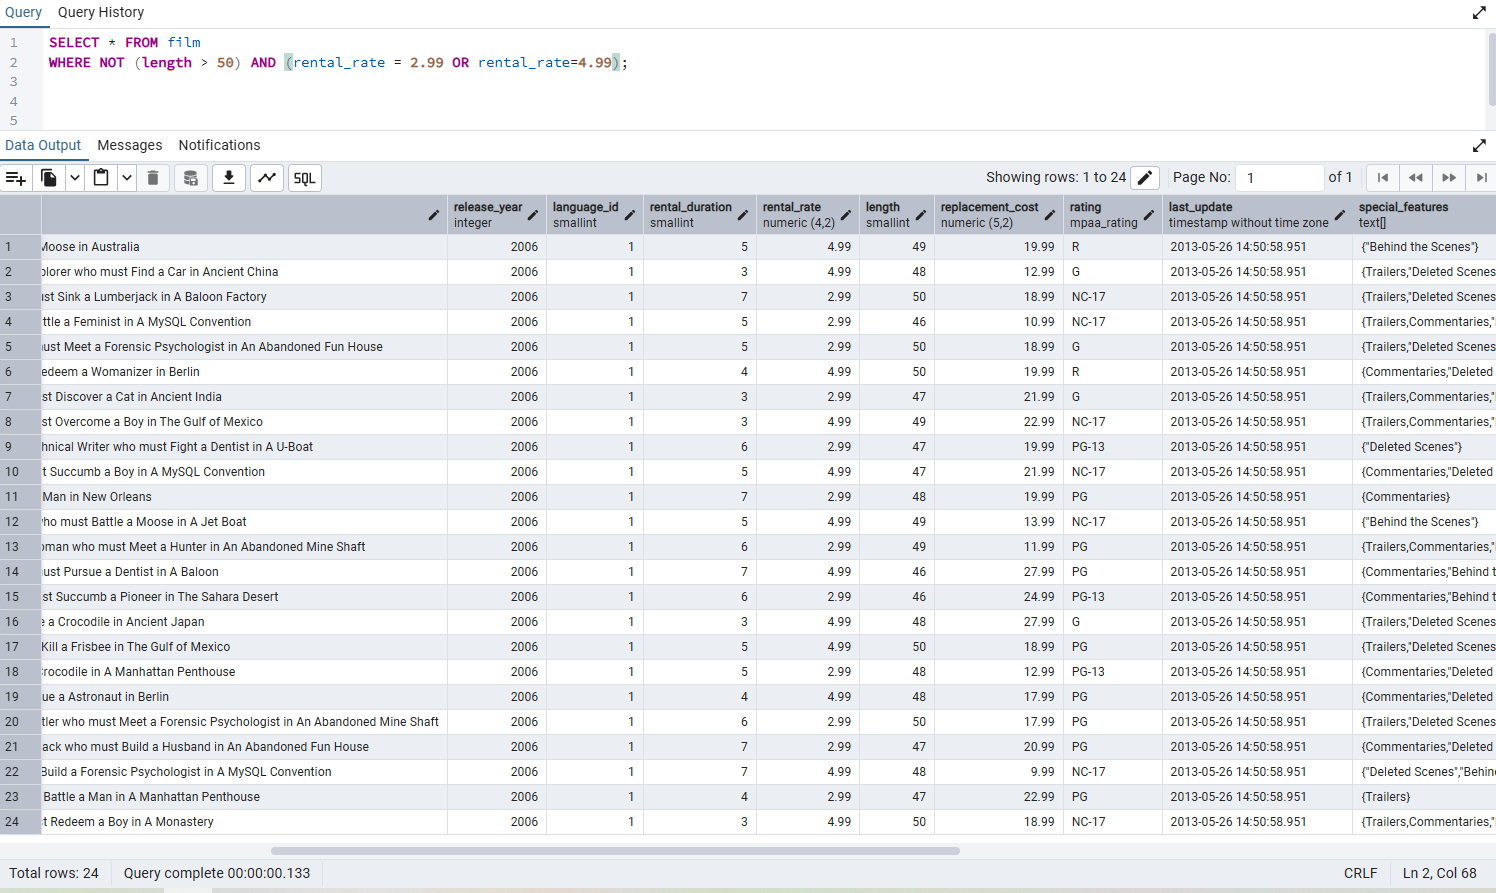 Query Query History
1 SELECT * FROM film
2 WHERE NOT (length > 50) AND (rental_rate = 2.99 OR rental_rate=4.99);
3
4
5
Data Output Messages Notifications
SQL Showing rows: 1 to 24 Page No: 1 of 1
release_year language_id rental_duration rental_rate length replacement_cost rating last_update special_features
integer smallint smallint numeric (4,2) smallint numeric (5,2) mpaa_rating timestamp without time zone text[]
1 Moose in Australia 2006 1 5 4.99 49 19.99 R 2013-05-26 14:50:58.951 {"Behind the Scenes"}
2 plorer who must Find a Car in Ancient China 2006 1 3 4.99 48 12.99 G 2013-05-26 14:50:58.951 {Trailers,"Deleted Scenes
3 ust Sink a Lumberjack in A Baloon Factory 2006 1 7 2.99 50 18.99 NC-17 2013-05-26 14:50:58.951 {Trailers,"Deleted Scenes
4 ttle a Feminist in A MySQL Convention 2006 1 5 2.99 46 10.99 NC-17 2013-05-26 14:50:58.951 {Trailers,Commentaries,"
5 ust Meet a Forensic Psychologist in An Abandoned Fun House 2006 1 5 2.99 50 18.99 G 2013-05-26 14:50:58.951 {Trailers,"Deleted Scenes
6 edeem a Womanizer in Berlin 2006 1 4 4.99 50 19.99 R 2013-05-26 14:50:58.951 {Commentaries,"Deleted
7 st Discover a Cat in Ancient India 2006 1 3 2.99 47 21.99 G 2013-05-26 14:50:58.951 {Trailers,Commentaries,"
8 st Overcome a Boy in The Gulf of Mexico 2006 1 3 4.99 49 22.99 NC-17 2013-05-26 14:50:58.951 {Trailers,Commentaries,"
9 hnical Writer who must Fight a Dentist in A U-Boat 2006 1 6 2.99 47 19.99 PG-13 2013-05-26 14:50:58.951 {"Deleted Scenes"}
10 t Succumb a Boy in A MySQL Convention 2006 1 5 4.99 47 21.99 NC-17 2013-05-26 14:50:58.951 {Commentaries,"Deleted
11 Man in New Orleans 2006 1 7 2.99 48 19.99 PG 2013-05-26 14:50:58.951 {Commentaries}
12 ho must Battle a Moose in A Jet Boat 2006 1 5 4.99 49 13.99 NC-17 2013-05-26 14:50:58.951 {"Behind the Scenes"}
13 oman who must Meet a Hunter in An Abandoned Mine Shaft 2006 1 6 2.99 49 11.99 PG 2013-05-26 14:50:58.951 {Trailers,Commentaries,"
14 ust Pursue a Dentist in A Baloon 2006 1 7 4.99 46 27.99 PG 2013-05-26 14:50:58.951 {Commentaries,"Behind t
15 st Succumb a Pioneer in The Sahara Desert 2006 1 6 2.99 46 24.99 PG-13 2013-05-26 14:50:58.951 {Commentaries,"Behind t
16 e a Crocodile in Ancient Japan 2006 1 3 4.99 48 27.99 G 2013-05-26 14:50:58.951 {Trailers,"Deleted Scenes
17 Kill a Frisbee in The Gulf of Mexico 2006 1 5 4.99 50 18.99 PG 2013-05-26 14:50:58.951 {Trailers,"Deleted Scenes
18 rocodile in A Manhattan Penthouse 2006 1 5 2.99 48 12.99 PG-13 2013-05-26 14:50:58.951 {Commentaries,"Deleted
19 ue a Astronaut in Berlin 2006 1 4 4.99 48 17.99 PG 2013-05-26 14:50:58.951 {Commentaries,"Deleted
20 tler who must Meet a Forensic Psychologist in An Abandoned Mine Shaft 2006 1 6 2.99 50 17.99 PG 2013-05-26 14:50:58.951 {Trailers,"Deleted Scenes
21 ack who must Build a Husband in An Abandoned Fun House 2006 1 7 2.99 47 20.99 PG 2013-05-26 14:50:58.951 {Commentaries,"Deleted
22 Build a Forensic Psychologist in A MySQL Convention 2006 1 7 4.99 48 9.99 NC-17 2013-05-26 14:50:58.951 {"Deleted Scenes","Behin
23 Battle a Man in A Manhattan Penthouse 2006 1 4 2.99 47 22.99 PG 2013-05-26 14:50:58.951 {Trailers}
24 t Redeem a Boy in A Monastery 2006 1 3 4.99 50 18.99 NC-17 2013-05-26 14:50:58.951 {Trailers,Commentaries,"
Total rows: 24 Query complete 00:00:00.133 CRLF Ln 2, Col 68